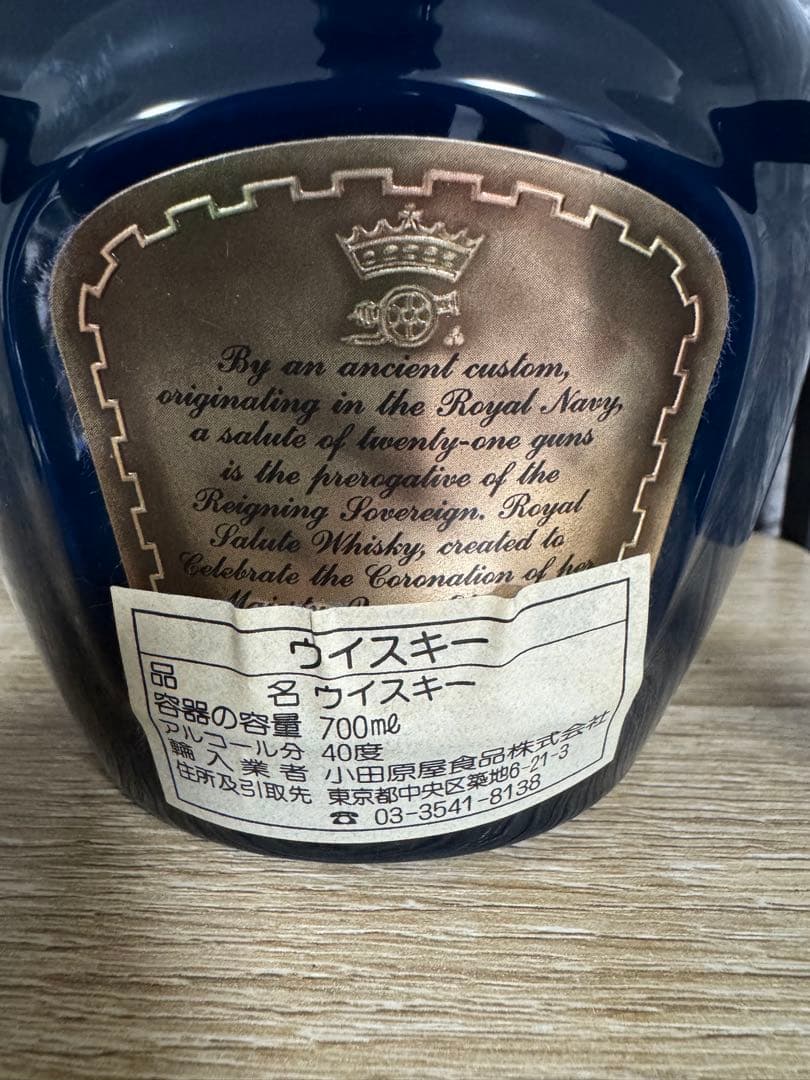 By an ancient custom,
originating in the Royal Navy,
a salute of twenty-one guns
is the prerogative of the
Reigning Sovereign. Royal
Salute Whisky, created to
Celebrate the Coronation of her
ウイスキー
品名 ウイスキー
容器の容量 700ml
アルコール分 40度
輸入業者 小田原屋食品株式会社
住所及引取先 東京都中央区築地6-21-3
☎ 03-3541-8138